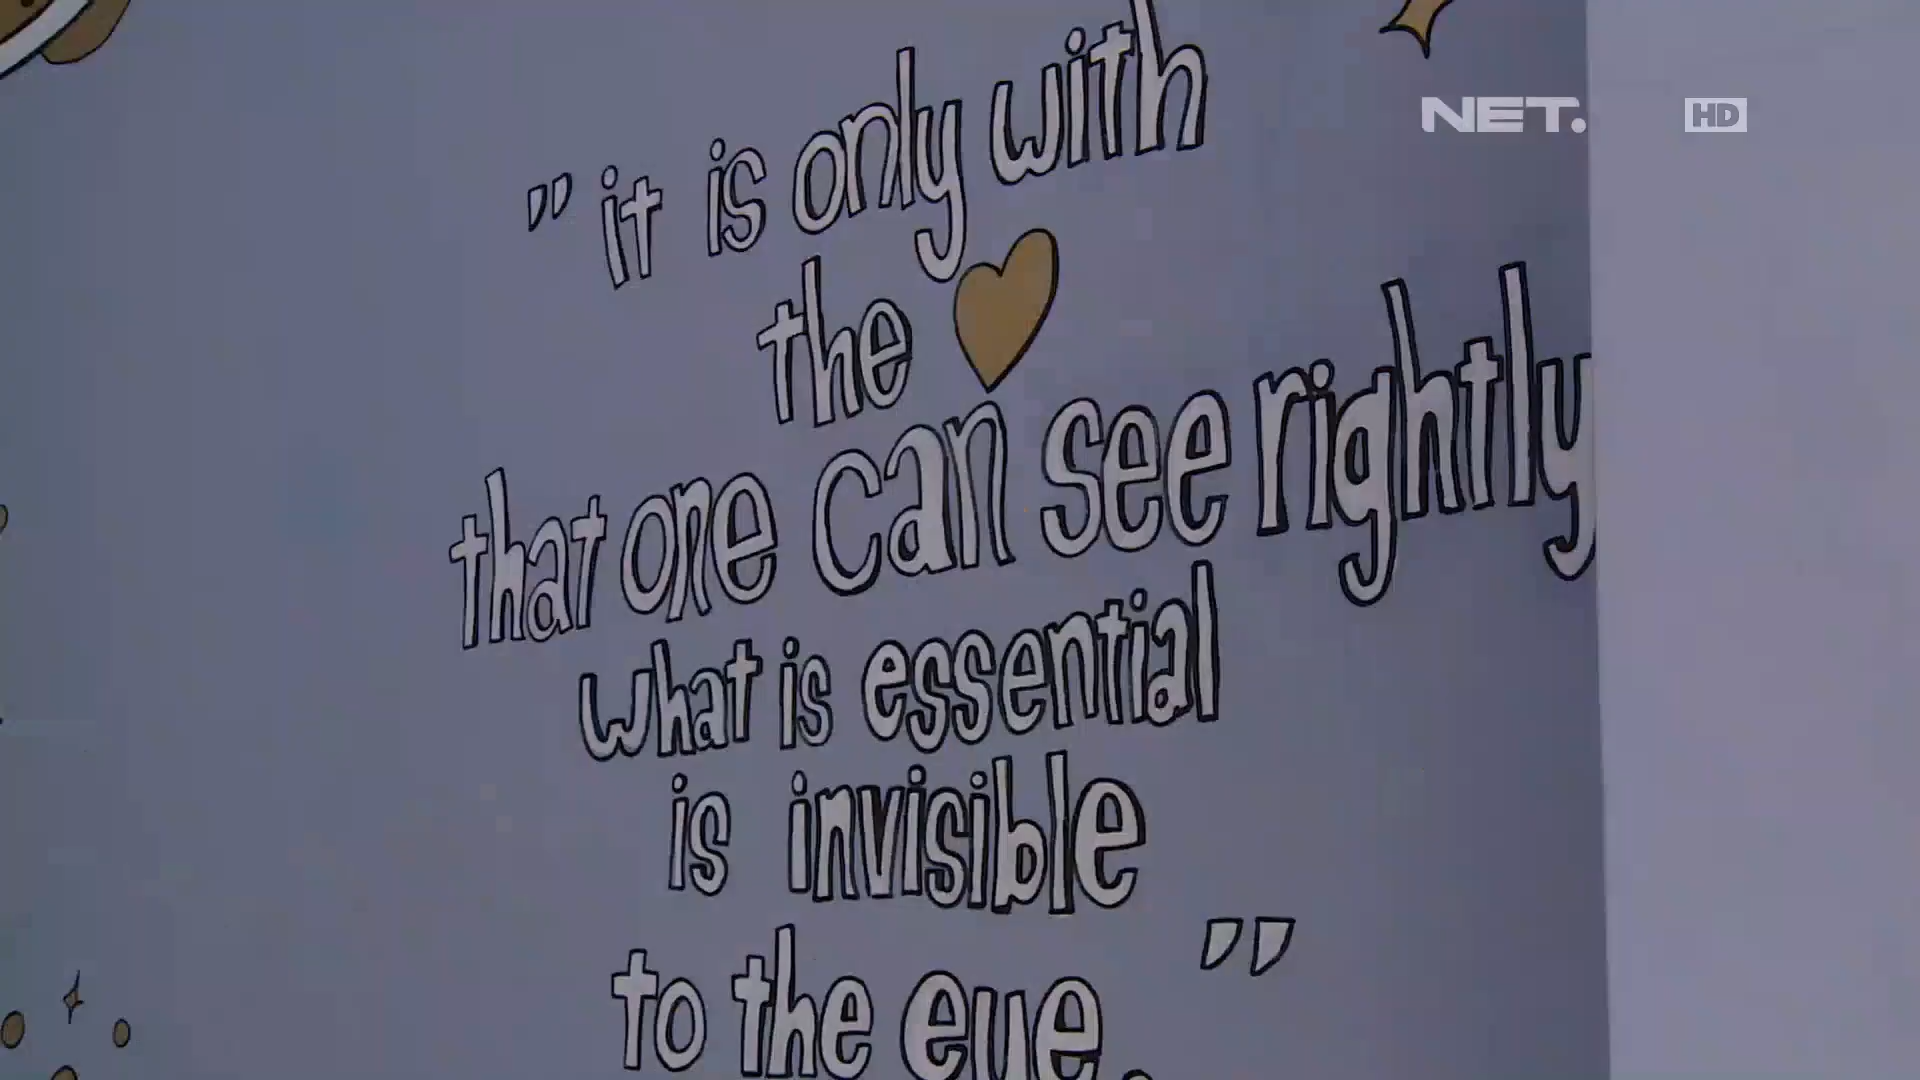 NET. HD
"it is only with
the
that one can see rightly
what is essential
is invisible
to the eye."